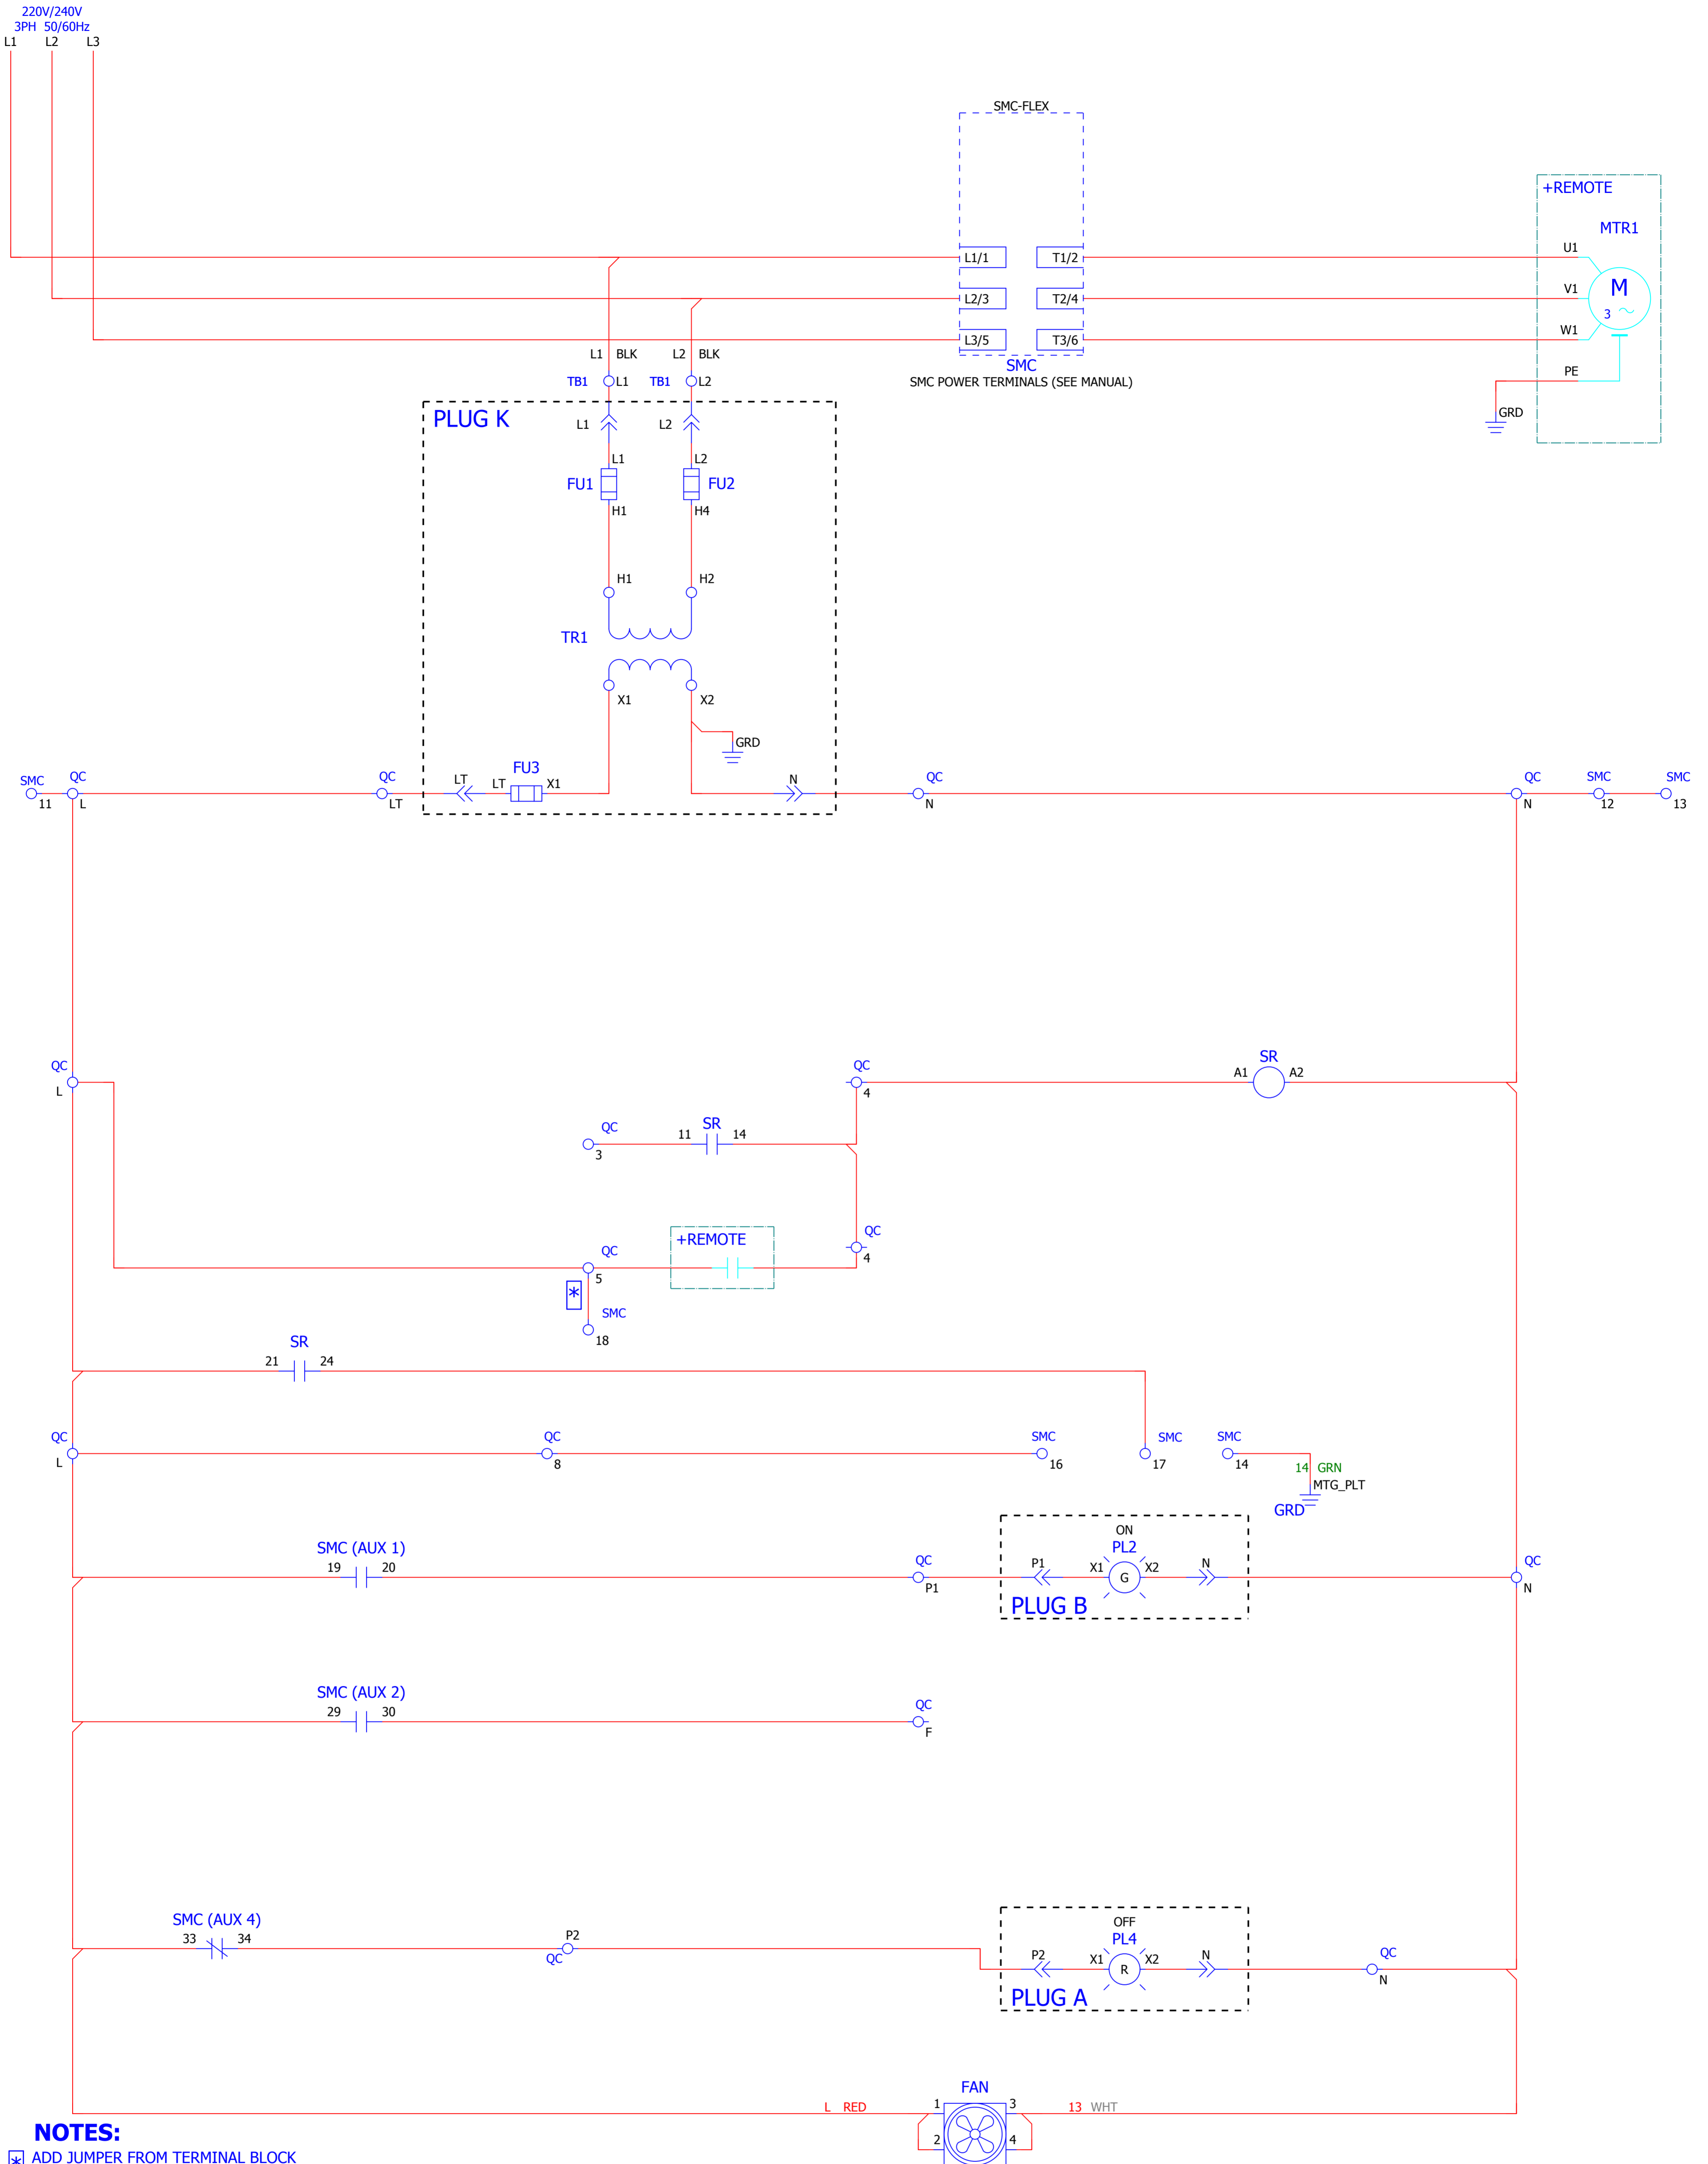 220V/240V
3PH 50/60Hz
L1 L2 L3
SMC-FLEX
+REMOTE
MTR1
L1/1 T1/2 U1
L2/3 T2/4 V1 M
3
L3/5 T3/6 W1
L1 BLK L2 BLK
SMC
SMC POWER TERMINALS (SEE MANUAL)
PE
TB1 L1 TB1 L2
GRD
PLUG K
L1 L2
L1 L2
FU1 FU2
H1 H4
H1 H2
TR1
X1 X2
GRD
SMC QC QC LT LT FU3 X1 N QC QC SMC SMC
11 L LT N N 12 13
QC QC SR
L 4 A1 A2
QC 11 SR 14
3
QC
4
QC +REMOTE
5
* SMC
18
SR
21 24
QC QC SMC SMC SMC
L 8 16 17 14
14 GRN
MTG_PLT
GRD
ON
SMC (AUX 1) PL2
19 20 QC P1 X1 G X2 N QC
P1 N
PLUG B
SMC (AUX 2)
29 30 QC
F
SMC (AUX 4) OFF
33 34 P2 PL4
QC P2 X1 R X2 N QC
N
PLUG A
FAN
L RED 1 3 13 WHT
2 4
NOTES:
* ADD JUMPER FROM TERMINAL BLOCK